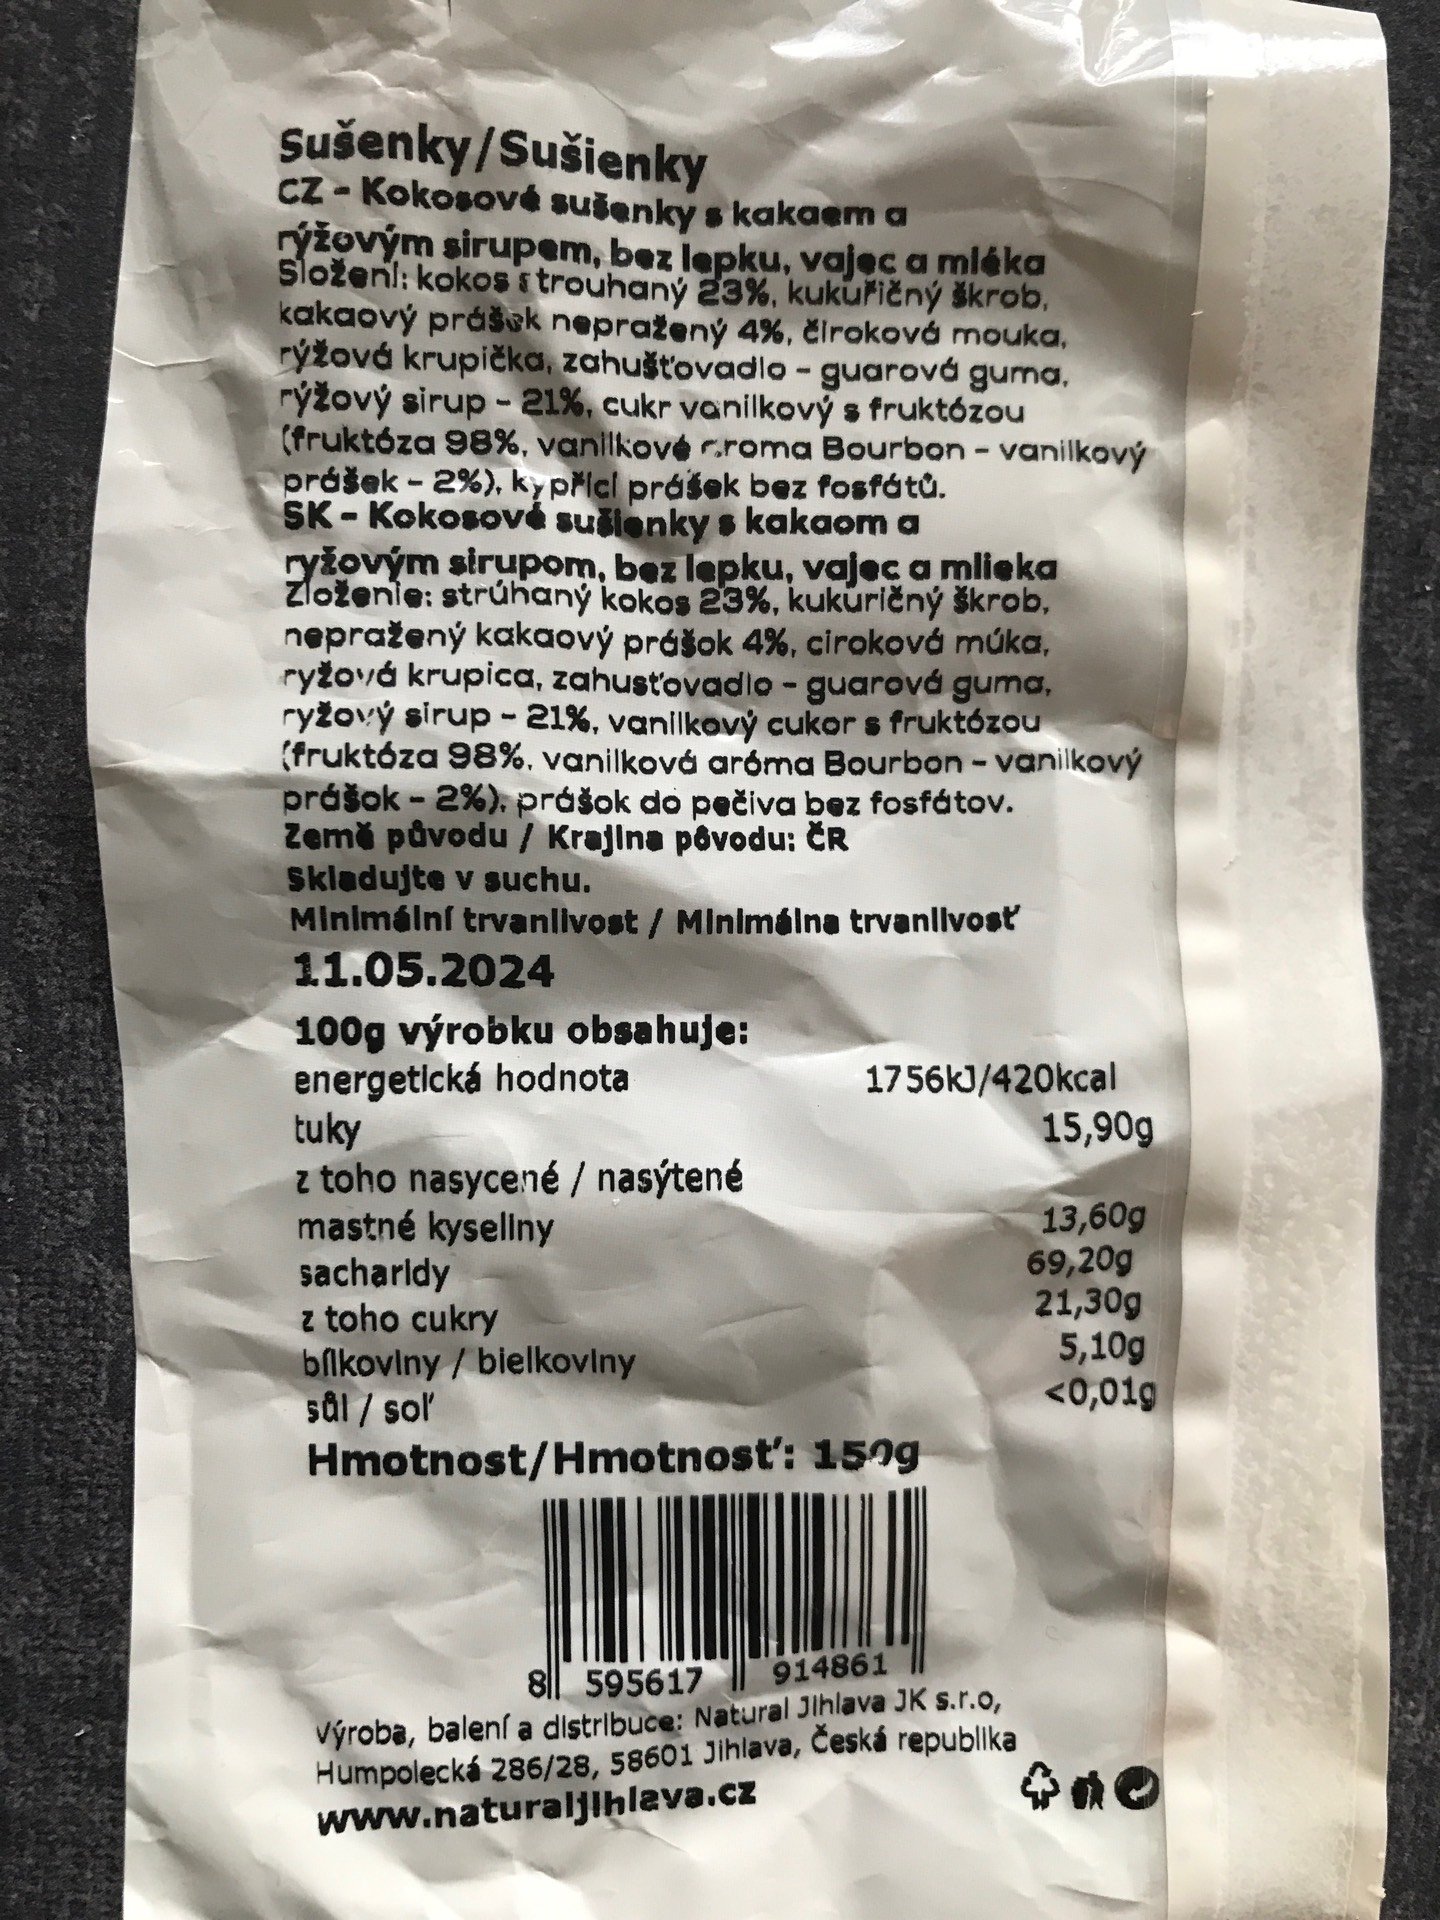 Sušenky/Sušienky
CZ - Kokosové sušenky s kakaem a
rýžovým sirupem, bez lepku, vajec a mléka
Složení: kokos strouhaný 23%, kukuřičný škrob,
kakaový prášek nepražený 4%, čiroková mouka,
rýžová krupička, zahušťovadlo - guarová guma,
rýžový sirup - 21%, cukr vanilkový s fruktózou
(fruktóza 98%, vanilkové aroma Bourbon - vanilkový
prášek - 2%), kypřící prášek bez fosfátů.
SK - Kokosové sušienky s kakaom a
ryžovým sirupom, bez lepku, vajec a mlieka
Zloženie: strúhaný kokos 23%, kukuričný škrob,
nepražený kakaový prášok 4%, ciroková múka,
ryžová krupica, zahusťovadlo - guarová guma,
ryžový sirup - 21%, vanilkový cukor s fruktózou
(fruktóza 98%, vanilková aróma Bourbon - vanilkový
prášok - 2%), prášok do pečiva bez fosfátov.
Země původu / Krajina pôvodu: ČR
Skladujte v suchu.
Minimální trvanlivost / Minimálna trvanlivosť
11.05.2024
100g výrobku obsahuje:
energetická hodnota 1756kJ/420kcal
tuky 15,90g
z toho nasycené / nasýtené
mastné kyseliny 13,60g
sacharidy 69,20g
z toho cukry 21,30g
bílkoviny / bielkoviny 5,10g
sůl / soľ <0,01g
Hmotnost/Hmotnosť: 150g
8 595617 914861
Výroba, balení a distribuce: Natural Jihlava JK s.r.o,
Humpolecká 286/28, 58601 Jihlava, Česká republika
www.naturaljihlava.cz